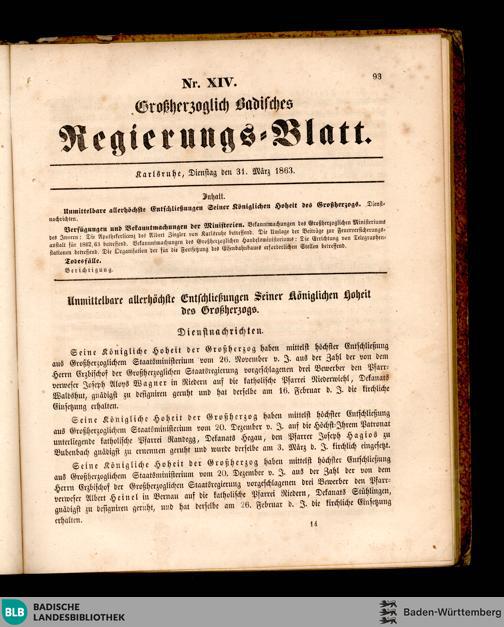 93
Nr. XIV.
Großherzoglich Badisches
Regierungs-Blatt.
Karlsruhe, Dienstag den 31. März 1863.
Inhalt.
Unmittelbare allerhöchste Entschließungen Seiner Königlichen Hoheit des Großherzogs. Dienst-
nachrichten.
Verfügungen und Bekanntmachungen der Ministerien. Bekanntmachungen des Großherzoglichen Ministeriums
des Innern: Die Apothekerlicenz des Albert Ziegler von Karlsruhe betreffend. Die Umlage der Beiträge zur Feuerversicherungs-
anstalt für 1862/63 betreffend. Bekanntmachungen des Großherzoglichen Handelsministeriums: Die Errichtung von Telegraphen-
stationen betreffend. Die Organisation der für die Fortsetzung des Eisenbahnbaues erforderlichen Stellen betreffend.
Todesfälle.
Berichtigung.
Unmittelbare allerhöchste Entschließungen Seiner Königlichen Hoheit
des Großherzogs.
Dienstnachrichten.
Seine Königliche Hoheit der Großherzog haben mittelst höchster Entschließung
aus Großherzoglichem Staatsministerium vom 26. November v. J. aus der Zahl der von dem
Herrn Erzbischof der Großherzoglichen Staatsregierung vorgeschlagenen drei Bewerber den Pfarr-
verweser Joseph Aloys Wagner in Riedern auf die katholische Pfarrei Niederwiehl, Dekanats
Waldshut, gnädigst zu designiren geruht und hat derselbe am 16. Februar d. J. die kirchliche
Einsetzung erhalten.
Seine Königliche Hoheit der Großherzog haben mittelst höchster Entschließung
aus Großherzoglichem Staatsministerium vom 20. Dezember v. J. auf die Höchst-Ihrem Patronat
unterliegende katholische Pfarrei Randegg, Dekanats Hegau, den Pfarrer Joseph Hagios zu
Bubenbach gnädigst zu ernennen geruht und wurde derselbe am 3. März d. J. kirchlich eingesetzt.
Seine Königliche Hoheit der Großherzog haben mittelst höchster Entschließung
aus Großherzoglichem Staatsministerium vom 20. Dezember v. J. aus der Zahl der von dem
Herrn Erzbischof der Großherzoglichen Staatsregierung vorgeschlagenen drei Bewerber den Pfarr-
verweser Albert Heinel in Bernau auf die katholische Pfarrei Riedern, Dekanats Stühlingen,
gnädigst zu designiren geruht, und hat derselbe am 26. Februar d. J. die kirchliche Einsetzung
erhalten.
14
BLB BADISCHE
LANDESBIBLIOTHEK
Baden-Württemberg